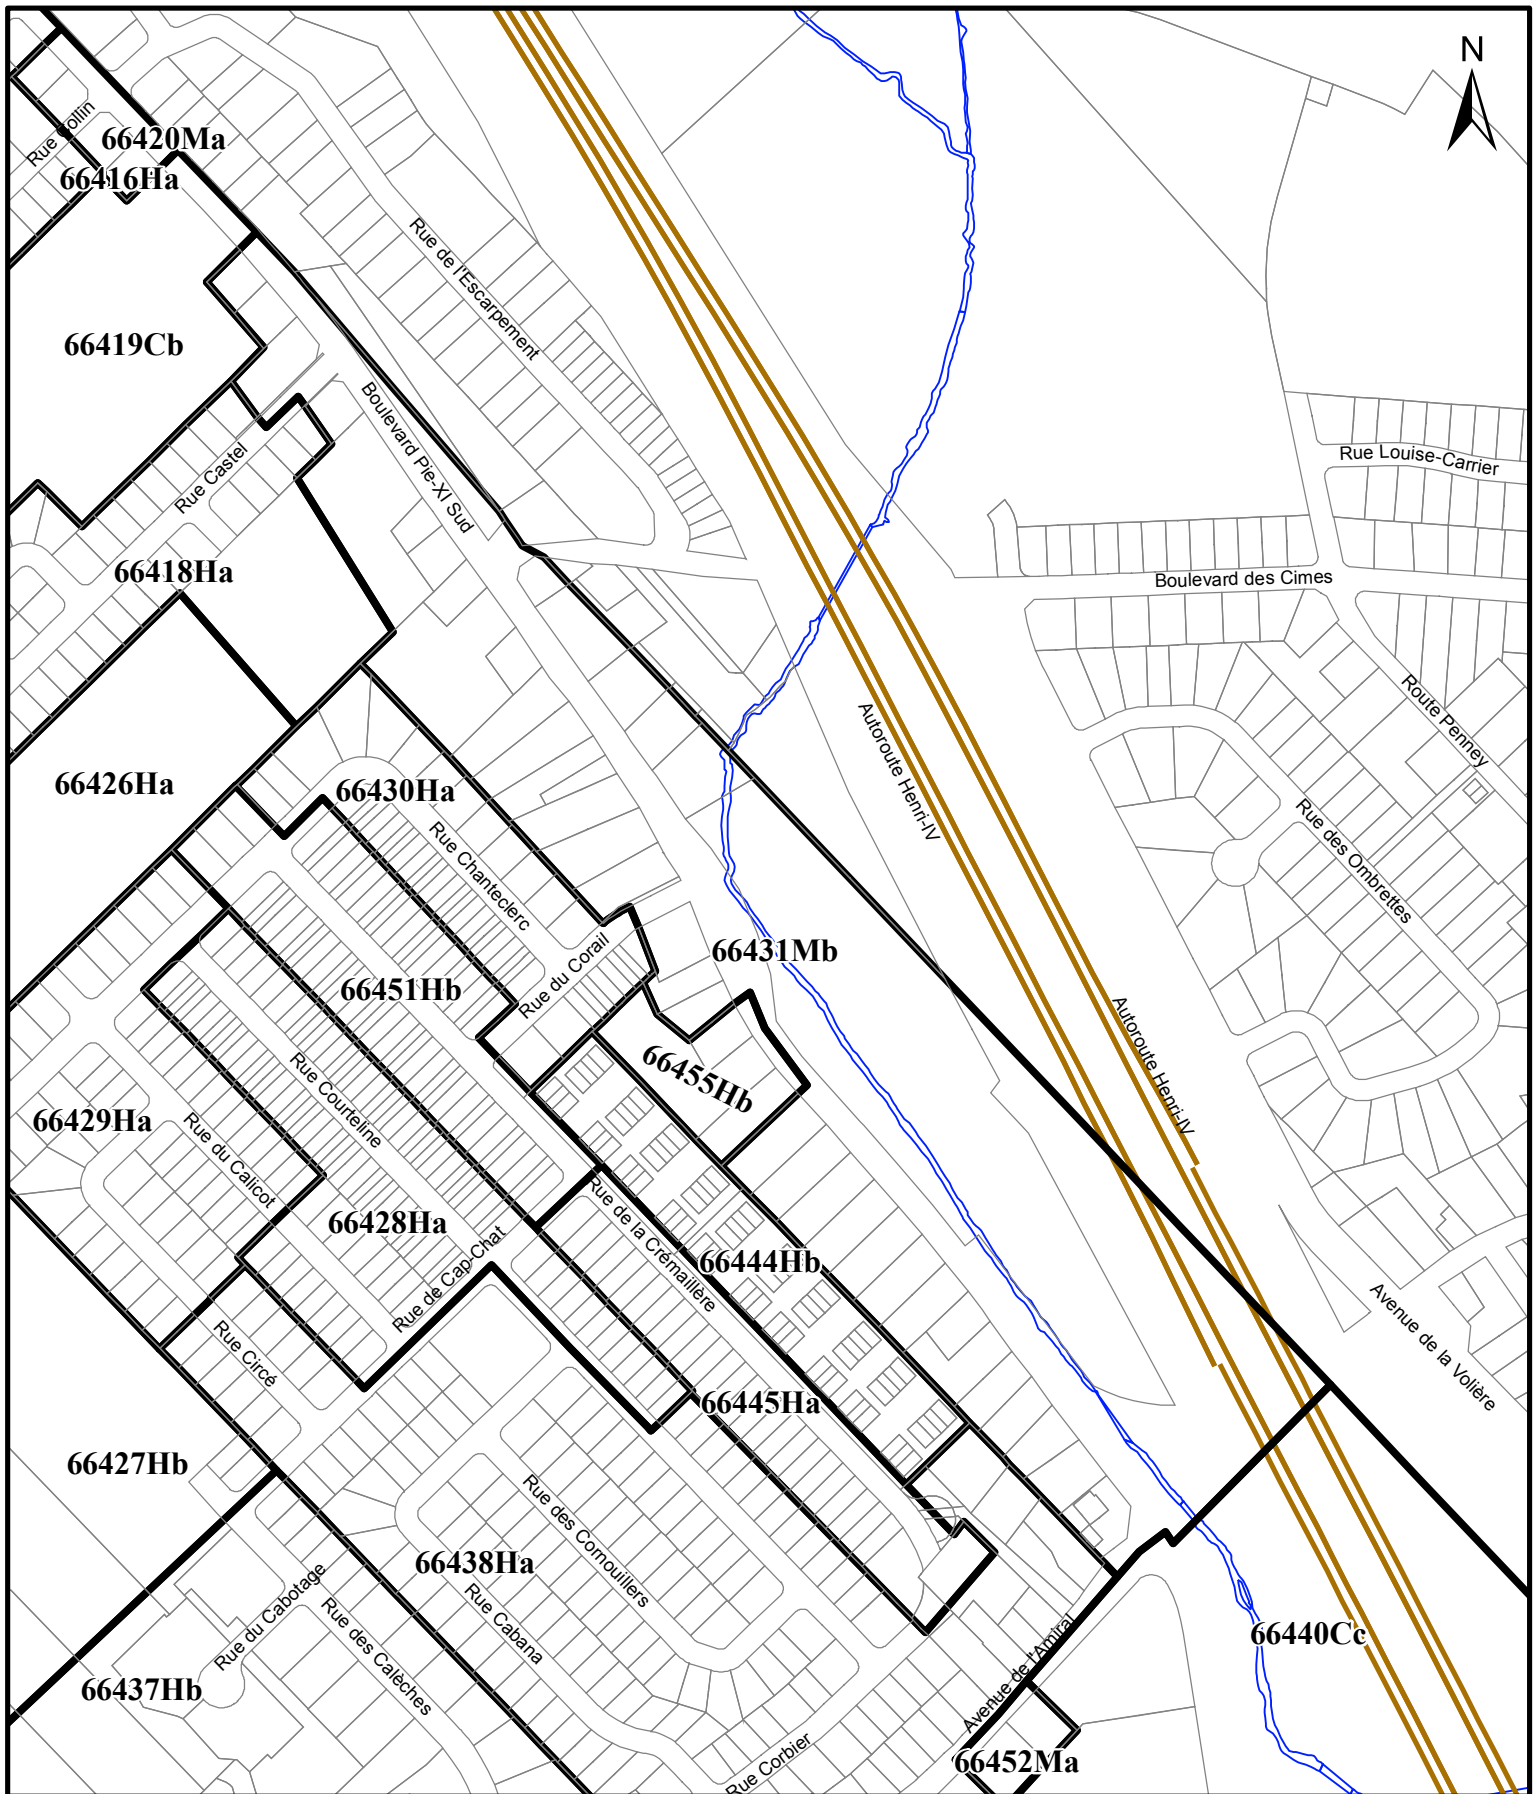 N
Rue Collin
66420Ma
66416Ha
Rue de l'Escarpement
66419Cb
Boulevard Pie-XI Sud
Rue Louise-Carrier
Rue Castel
66418Ha
Boulevard des Cimes
Route Penney
Autoroute Henri-IV
66426Ha
66430Ha
Rue Chanteclerc
Rue des Ombrettes
Rue du Corail
66431Mb
66451Hb
Autoroute Henri-IV
66455Hb
Rue Courteline
66429Ha
Rue du Calicot
66428Ha
Rue de Cap-Chat
Rue de la Crémaillère
66444Hb
Avenue de la Volière
Rue Circé
66445Ha
66427Hb
Rue des Cornouillers
66438Ha
Rue du Cabotage
Rue Cabana
Rue des Calèches
66440Cc
Avenue de l'Amiral
66437Hb
Rue Corbier
66452Ma